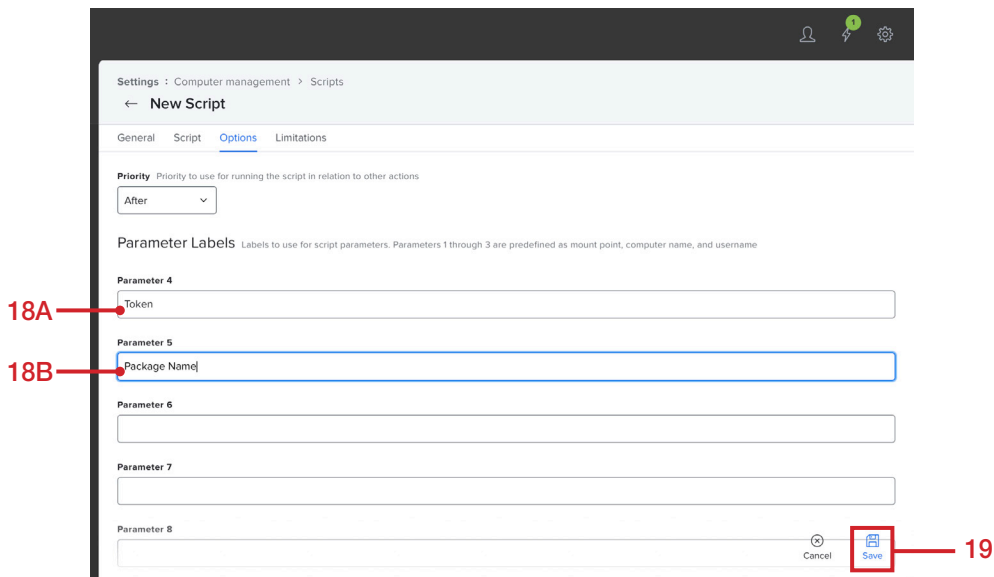 1
Settings : Computer management > Scripts
← New Script
General Script Options Limitations
Priority Priority to use for running the script in relation to other actions
After
Parameter Labels Labels to use for script parameters. Parameters 1 through 3 are predefined as mount point, computer name, and username
Parameter 4
18A
Token
Parameter 5
18B
Package Name
Parameter 6
Parameter 7
Parameter 8
Cancel
Save
19